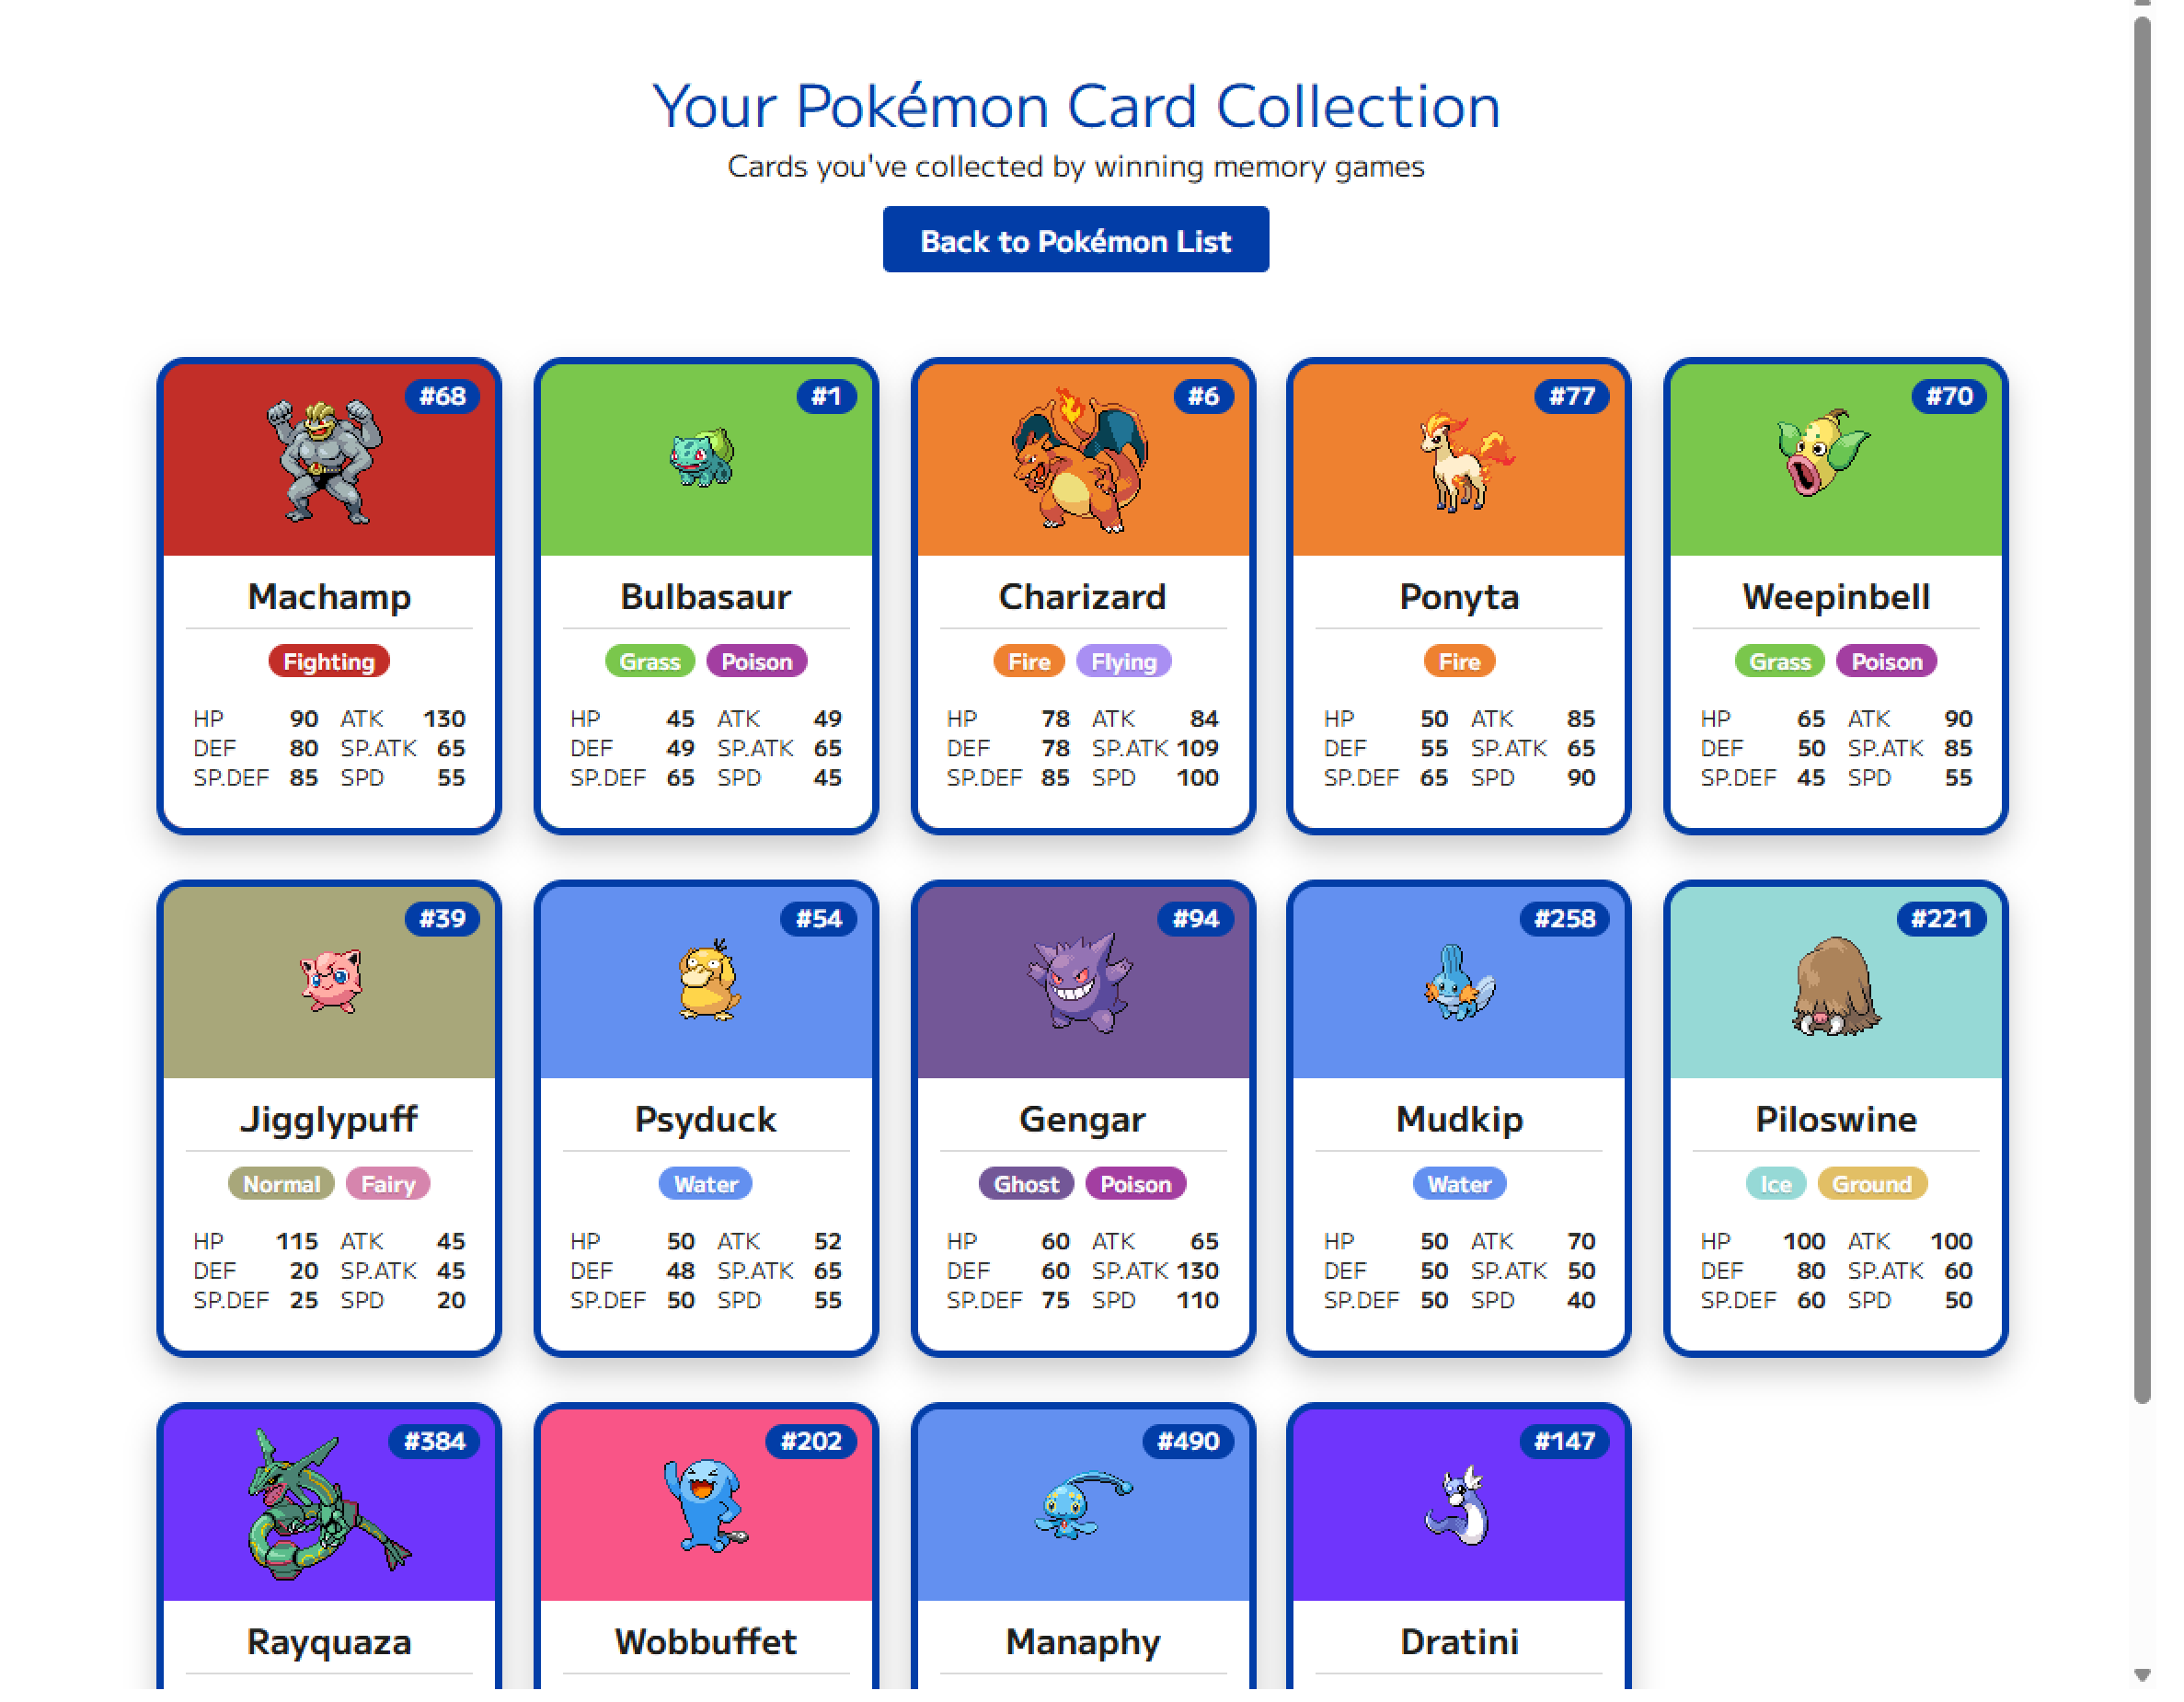 Your Pokémon Card Collection
Cards you've collected by winning memory games
Back to Pokémon List
#68
Machamp
Fighting
HP 90 ATK 130
DEF 80 SP.ATK 65
SP.DEF 85 SPD 55
#1
Bulbasaur
Grass Poison
HP 45 ATK 49
DEF 49 SP.ATK 65
SP.DEF 65 SPD 45
#6
Charizard
Fire Flying
HP 78 ATK 84
DEF 78 SP.ATK 109
SP.DEF 85 SPD 100
#77
Ponyta
Fire
HP 50 ATK 85
DEF 55 SP.ATK 65
SP.DEF 65 SPD 90
#70
Weepinbell
Grass Poison
HP 65 ATK 90
DEF 50 SP.ATK 85
SP.DEF 45 SPD 55
#39
Jigglypuff
Normal Fairy
HP 115 ATK 45
DEF 20 SP.ATK 45
SP.DEF 25 SPD 20
#54
Psyduck
Water
HP 50 ATK 52
DEF 48 SP.ATK 65
SP.DEF 50 SPD 55
#94
Gengar
Ghost Poison
HP 60 ATK 65
DEF 60 SP.ATK 130
SP.DEF 75 SPD 110
#258
Mudkip
Water
HP 50 ATK 70
DEF 50 SP.ATK 50
SP.DEF 50 SPD 40
#221
Piloswine
Ice Ground
HP 100 ATK 100
DEF 80 SP.ATK 60
SP.DEF 60 SPD 50
#384
Rayquaza
#202
Wobbuffet
#490
Manaphy
#147
Dratini